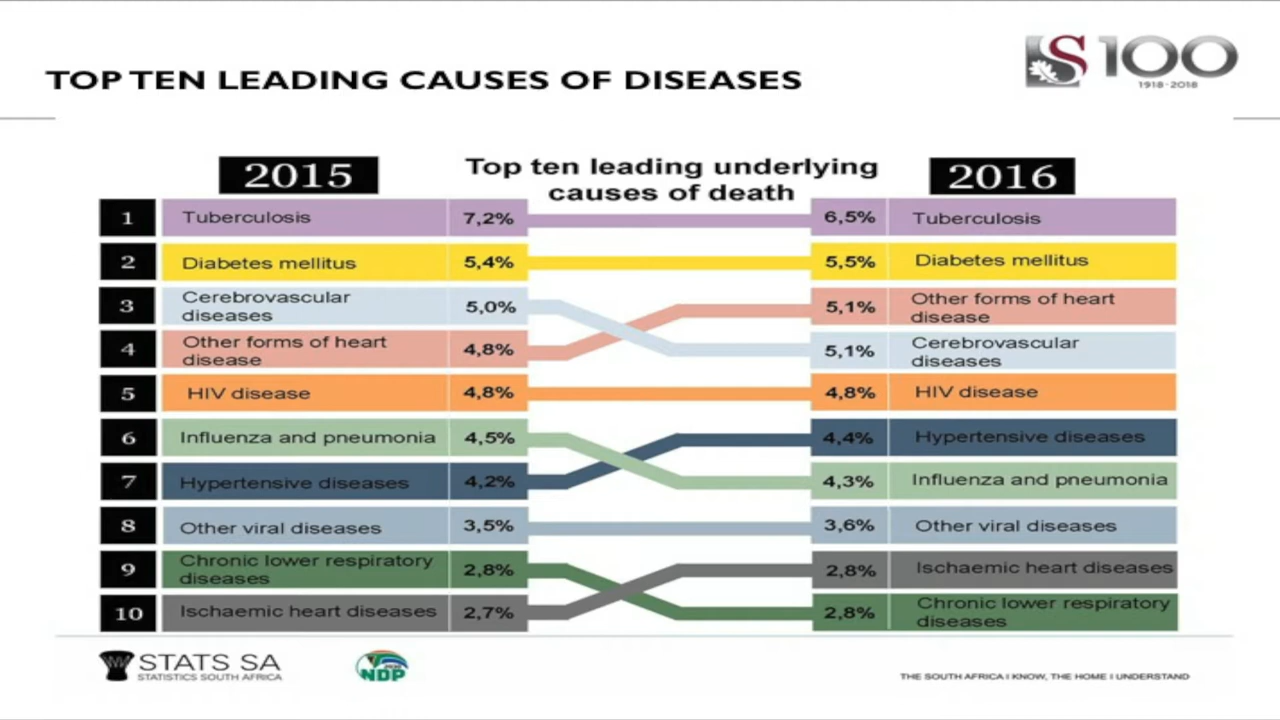 TOP TEN LEADING CAUSES OF DISEASES
S100
1918·2018
2015
Top ten leading underlying
causes of death
2016
1 Tuberculosis 7,2% 6,5% Tuberculosis
2 Diabetes mellitus 5,4% 5,5% Diabetes mellitus
3 Cerebrovascular diseases 5,0% 5,1% Other forms of heart disease
4 Other forms of heart disease 4,8% 5,1% Cerebrovascular diseases
5 HIV disease 4,8% 4,8% HIV disease
6 Influenza and pneumonia 4,5% 4,4% Hypertensive diseases
7 Hypertensive diseases 4,2% 4,3% Influenza and pneumonia
8 Other viral diseases 3,5% 3,6% Other viral diseases
9 Chronic lower respiratory diseases 2,8% 2,8% Ischaemic heart diseases
10 Ischaemic heart diseases 2,7% 2,8% Chronic lower respiratory diseases
STATS SA
STATISTICS SOUTH AFRICA
NDP
THE SOUTH AFRICA I KNOW, THE HOME I UNDERSTAND